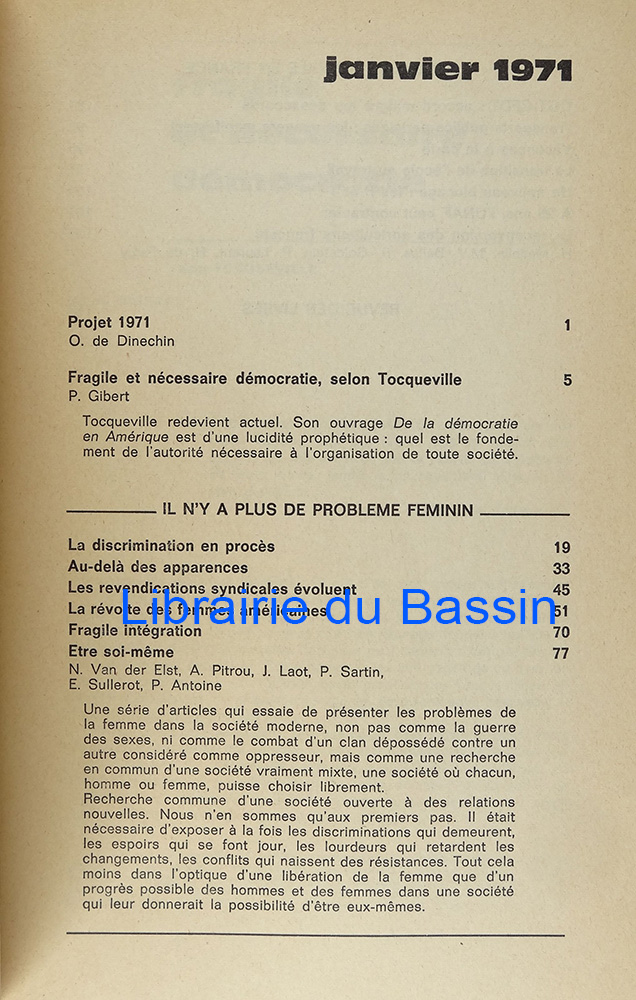 janvier 1971
Projet 1971 1
O. de Dinechin
Fragile et nécessaire démocratie, selon Tocqueville 5
P. Gibert
Tocqueville redevient actuel. Son ouvrage De la démocratie
en Amérique est d'une lucidité prophétique : quel est le fonde-
ment de l'autorité nécessaire à l'organisation de toute société.
IL N'Y A PLUS DE PROBLEME FEMININ
La discrimination en procès 19
Au-delà des apparences 33
Les revendications syndicales évoluent 45
La révolte des femmes américaines 51
Librairie du Bassin
Fragile intégration 70
Etre soi-même 77
N. Van der Elst, A. Pitrou, J. Laot, P. Sartin,
E. Sullerot, P. Antoine
Une série d'articles qui essaie de présenter les problèmes de
la femme dans la société moderne, non pas comme la guerre
des sexes, ni comme le combat d'un clan dépossédé contre un
autre considéré comme oppresseur, mais comme une recherche
en commun d'une société vraiment mixte, une société où chacun,
homme ou femme, puisse choisir librement.
Recherche commune d'une société ouverte à des relations
nouvelles. Nous n'en sommes qu'aux premiers pas. Il était
nécessaire d'exposer à la fois les discriminations qui demeurent,
les espoirs qui se font jour, les lourdeurs qui retardent les
changements, les conflits qui naissent des résistances. Tout cela
moins dans l'optique d'une libération de la femme que d'un
progrès possible des hommes et des femmes dans une société
qui leur donnerait la possibilité d'être eux-mêmes.